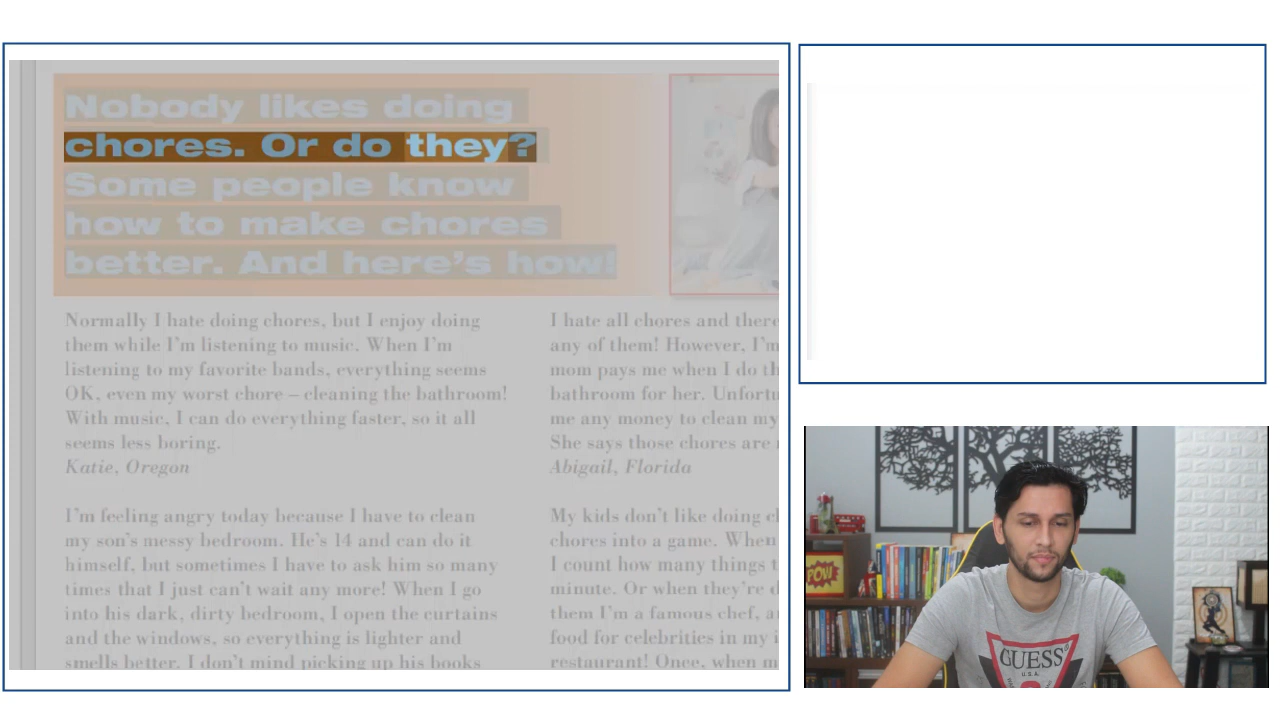 Nobody likes doing
chores. Or do they?
Some people know
how to make chores
better. And here's how!
Normally I hate doing chores, but I enjoy doing
them while I'm listening to music. When I'm
listening to my favorite bands, everything seems
OK, even my worst chore – cleaning the bathroom!
With music, I can do everything faster, so it all
seems less boring.
Katie, Oregon
I'm feeling angry today because I have to clean
my son's messy bedroom. He's 14 and can do it
himself, but sometimes I have to ask him so many
times that I just can't wait any more! When I go
into his dark, dirty bedroom, I open the curtains
and the windows, so everything is lighter and
smells better. I don't mind picking up his books
I hate all chores and there
any of them! However, I'm
mom pays me when I do
bathroom for her.
me any money to clean my
She says those chores are
Abigail, Florida
My kids don't like doing
chores into a game. When
I count how many things
minute. Or when they're
them I'm a famous chef,
food for celebrities in my
restaurant! Once, when
POW
GUESS
U.S.A.